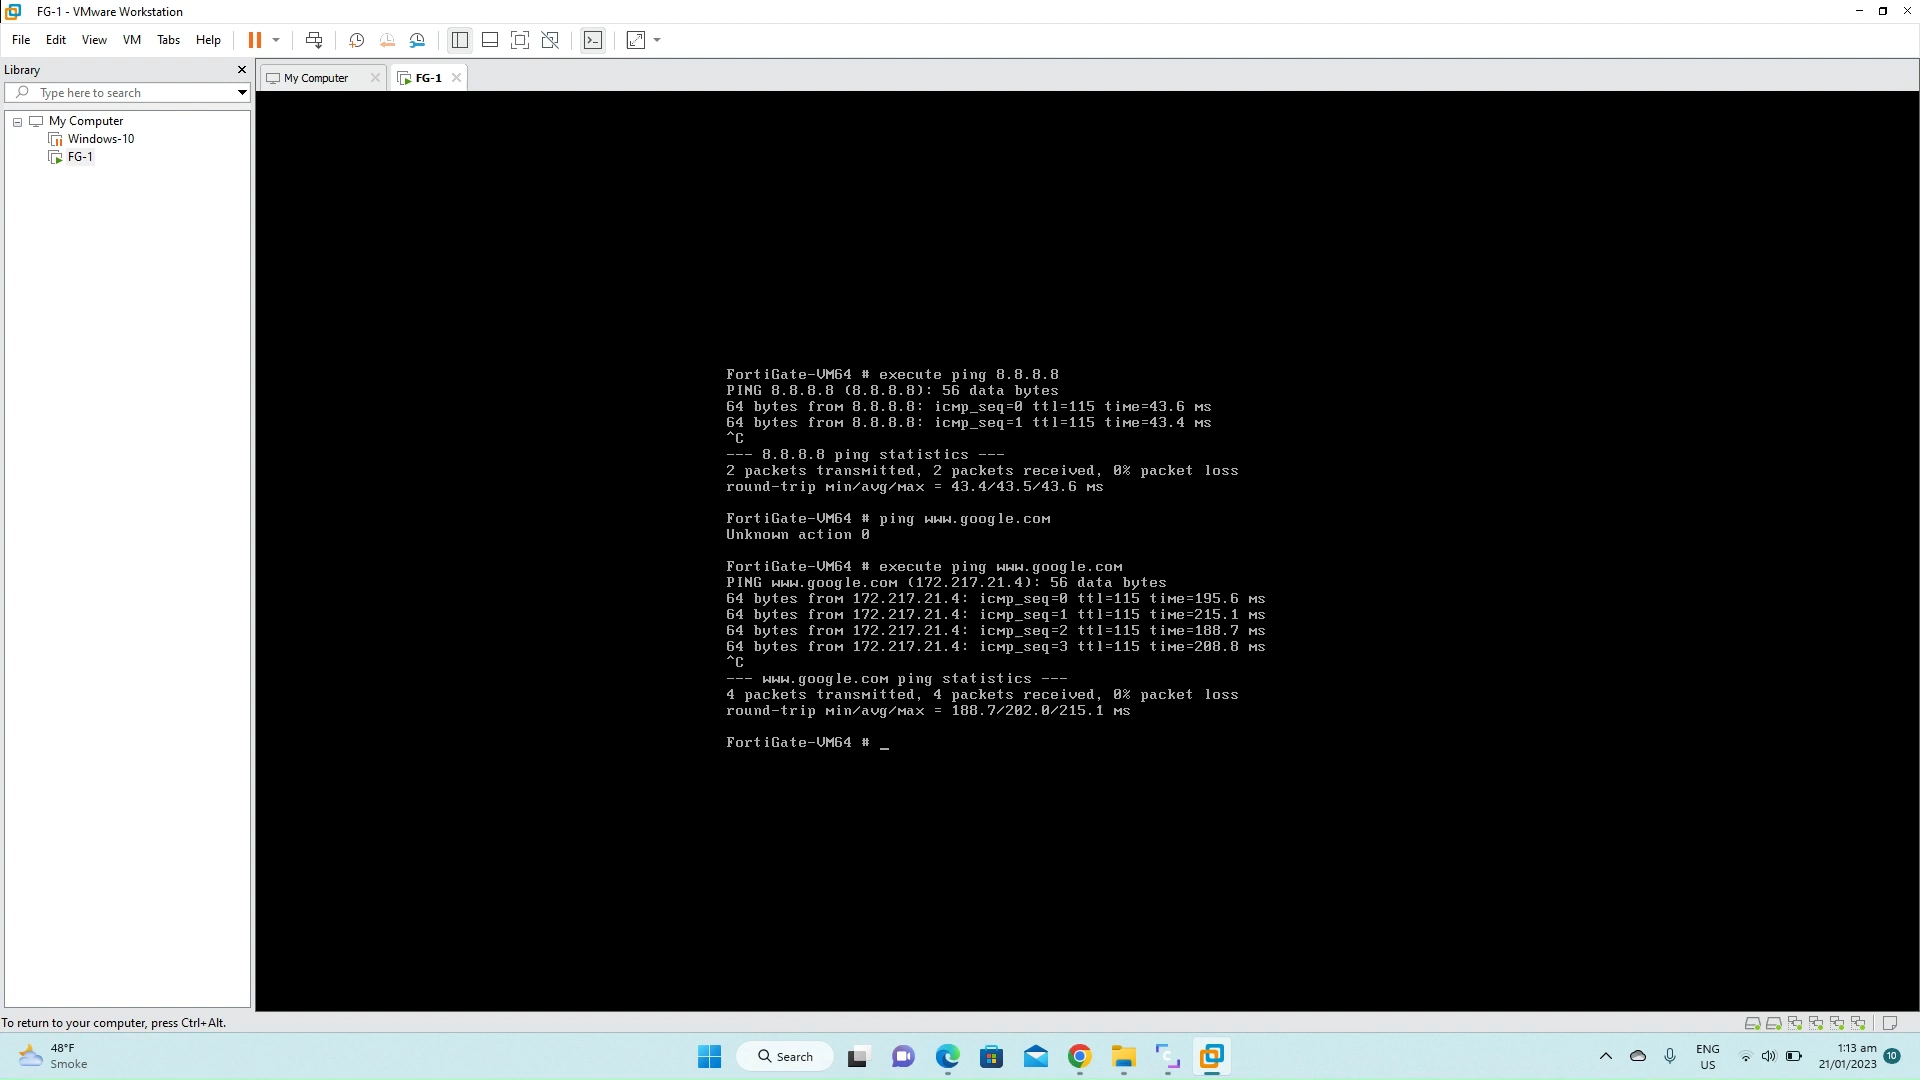 FG-1 - VMware Workstation
File Edit View VM Tabs Help
Library
My Computer
FG-1
Type here to search
My Computer
Windows-10
FG-1
FortiGate-VM64 # execute ping 8.8.8.8
PING 8.8.8.8 (8.8.8.8): 56 data bytes
64 bytes from 8.8.8.8: icmp_seq=0 ttl=115 time=43.6 ms
64 bytes from 8.8.8.8: icmp_seq=1 ttl=115 time=43.4 ms
^C
--- 8.8.8.8 ping statistics ---
2 packets transmitted, 2 packets received, 0% packet loss
round-trip min/avg/max = 43.4/43.5/43.6 ms
FortiGate-VM64 # ping www.google.com
Unknown action 0
FortiGate-VM64 # execute ping www.google.com
PING www.google.com (172.217.21.4): 56 data bytes
64 bytes from 172.217.21.4: icmp_seq=0 ttl=115 time=195.6 ms
64 bytes from 172.217.21.4: icmp_seq=1 ttl=115 time=215.1 ms
64 bytes from 172.217.21.4: icmp_seq=2 ttl=115 time=188.7 ms
64 bytes from 172.217.21.4: icmp_seq=3 ttl=115 time=208.8 ms
^C
--- www.google.com ping statistics ---
4 packets transmitted, 4 packets received, 0% packet loss
round-trip min/avg/max = 188.7/202.0/215.1 ms
FortiGate-VM64 # _
To return to your computer, press Ctrl+Alt.
48°F
Smoke
Search
ENG
US
1:13 am
21/01/2023
10